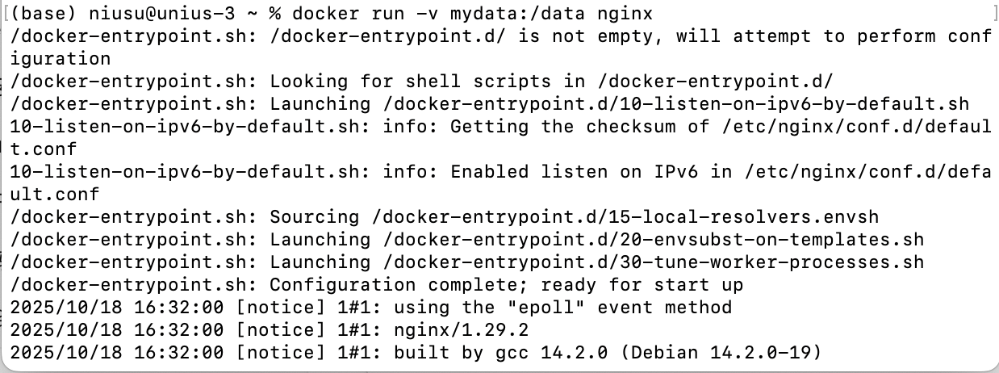 [(base) niusu@unius-3 ~ % docker run -v mydata:/data nginx ]
/docker-entrypoint.sh: /docker-entrypoint.d/ is not empty, will attempt to perform conf
iguration
/docker-entrypoint.sh: Looking for shell scripts in /docker-entrypoint.d/
/docker-entrypoint.sh: Launching /docker-entrypoint.d/10-listen-on-ipv6-by-default.sh
10-listen-on-ipv6-by-default.sh: info: Getting the checksum of /etc/nginx/conf.d/defaul
t.conf
10-listen-on-ipv6-by-default.sh: info: Enabled listen on IPv6 in /etc/nginx/conf.d/defa
ult.conf
/docker-entrypoint.sh: Sourcing /docker-entrypoint.d/15-local-resolvers.envsh
/docker-entrypoint.sh: Launching /docker-entrypoint.d/20-envsubst-on-templates.sh
/docker-entrypoint.sh: Launching /docker-entrypoint.d/30-tune-worker-processes.sh
/docker-entrypoint.sh: Configuration complete; ready for start up
2025/10/18 16:32:00 [notice] 1#1: using the "epoll" event method
2025/10/18 16:32:00 [notice] 1#1: nginx/1.29.2
2025/10/18 16:32:00 [notice] 1#1: built by gcc 14.2.0 (Debian 14.2.0-19)